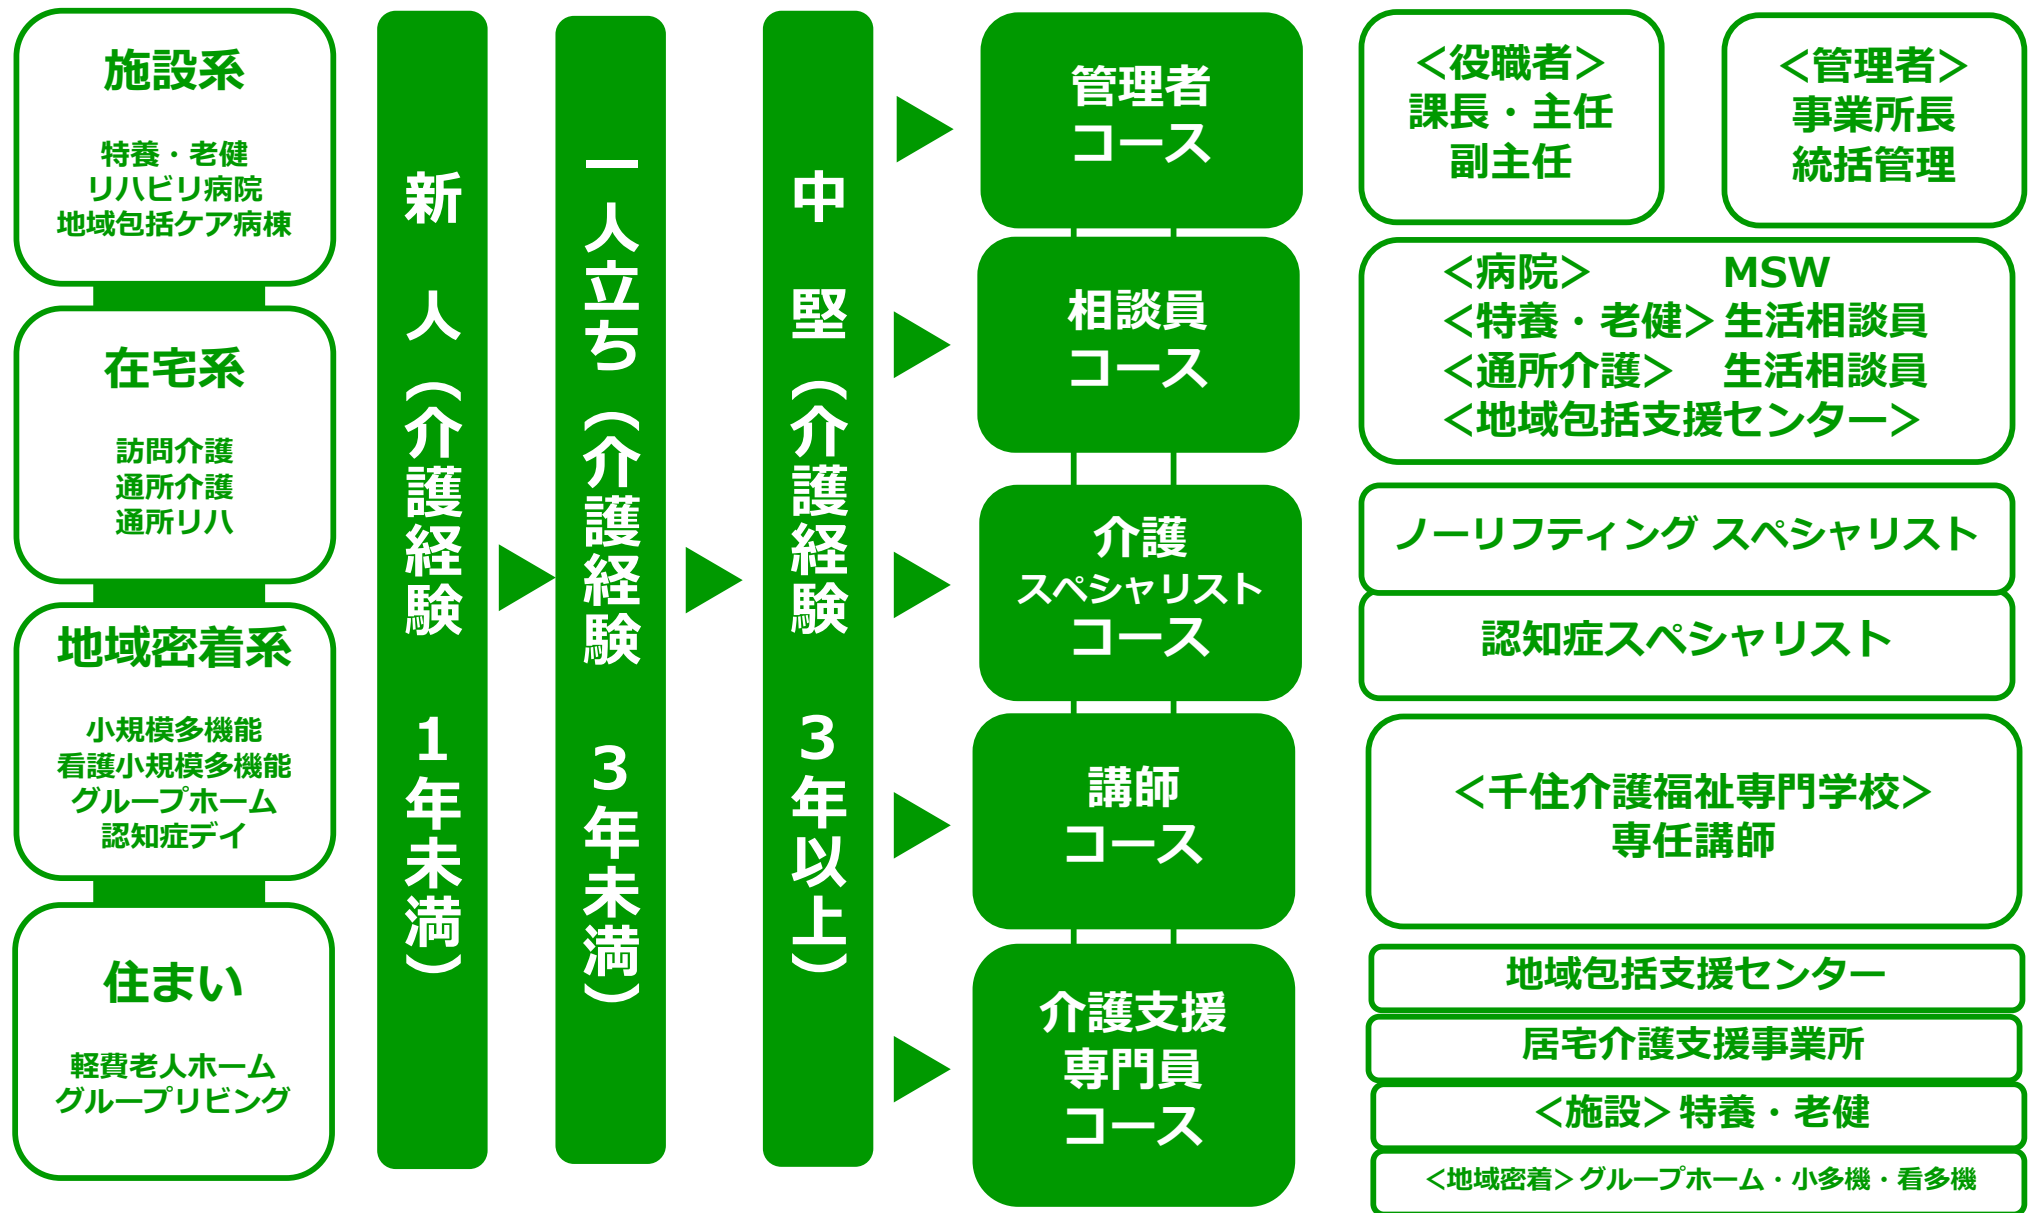 施設系
特養・老健
リハビリ病院
地域包括ケア病棟
在宅系
訪問介護
通所介護
通所リハ
地域密着系
小規模多機能
看護小規模多機能
グループホーム
認知症デイ
住まい
軽費老人ホーム
グループリビング
新人（介護経験 1年未満）
一人立ち（介護経験 3年未満）
中堅（介護経験 3年以上）
管理者
コース
相談員
コース
介護
スペシャリスト
コース
講師
コース
介護支援
専門員
コース
＜役職者＞
課長・主任
副主任
＜管理者＞
事業所長
統括管理
＜病院＞ MSW
＜特養・老健＞生活相談員
＜通所介護＞ 生活相談員
＜地域包括支援センター＞
ノーリフティング スペシャリスト
認知症スペシャリスト
＜千住介護福祉専門学校＞
専任講師
地域包括支援センター
居宅介護支援事業所
＜施設＞特養・老健
＜地域密着＞グループホーム・小多機・看多機